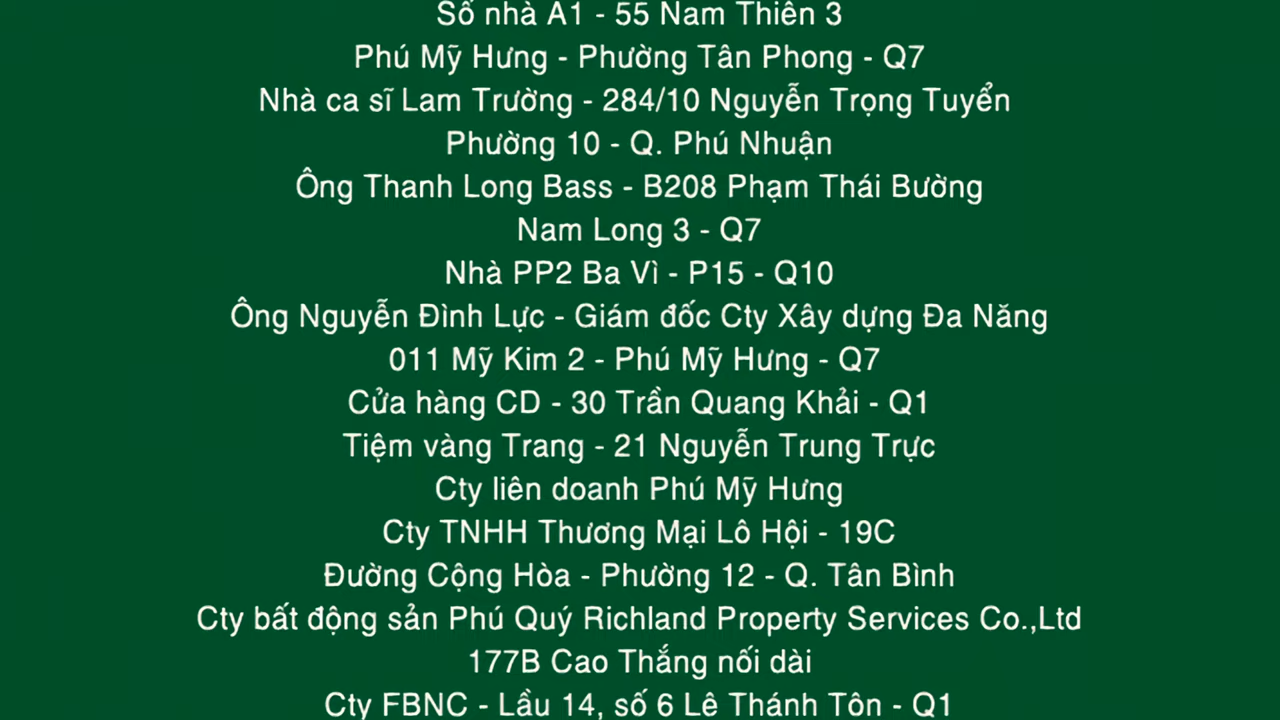 Số nhà A1 - 55 Nam Thiên 3
Phú Mỹ Hưng - Phường Tân Phong - Q7
Nhà ca sĩ Lam Trường - 284/10 Nguyễn Trọng Tuyển
Phường 10 - Q. Phú Nhuận
Ông Thanh Long Bass - B208 Phạm Thái Bường
Nam Long 3 - Q7
Nhà PP2 Ba Vì - P15 - Q10
Ông Nguyễn Đình Lực - Giám đốc Cty Xây dựng Đa Năng
011 Mỹ Kim 2 - Phú Mỹ Hưng - Q7
Cửa hàng CD - 30 Trần Quang Khải - Q1
Tiệm vàng Trang - 21 Nguyễn Trung Trực
Cty liên doanh Phú Mỹ Hưng
Cty TNHH Thương Mại Lô Hội - 19C
Đường Cộng Hòa - Phường 12 - Q. Tân Bình
Cty bất động sản Phú Quý Richland Property Services Co.,Ltd
177B Cao Thắng nối dài
Cty FBNC - Lầu 14, số 6 Lê Thánh Tôn - Q1